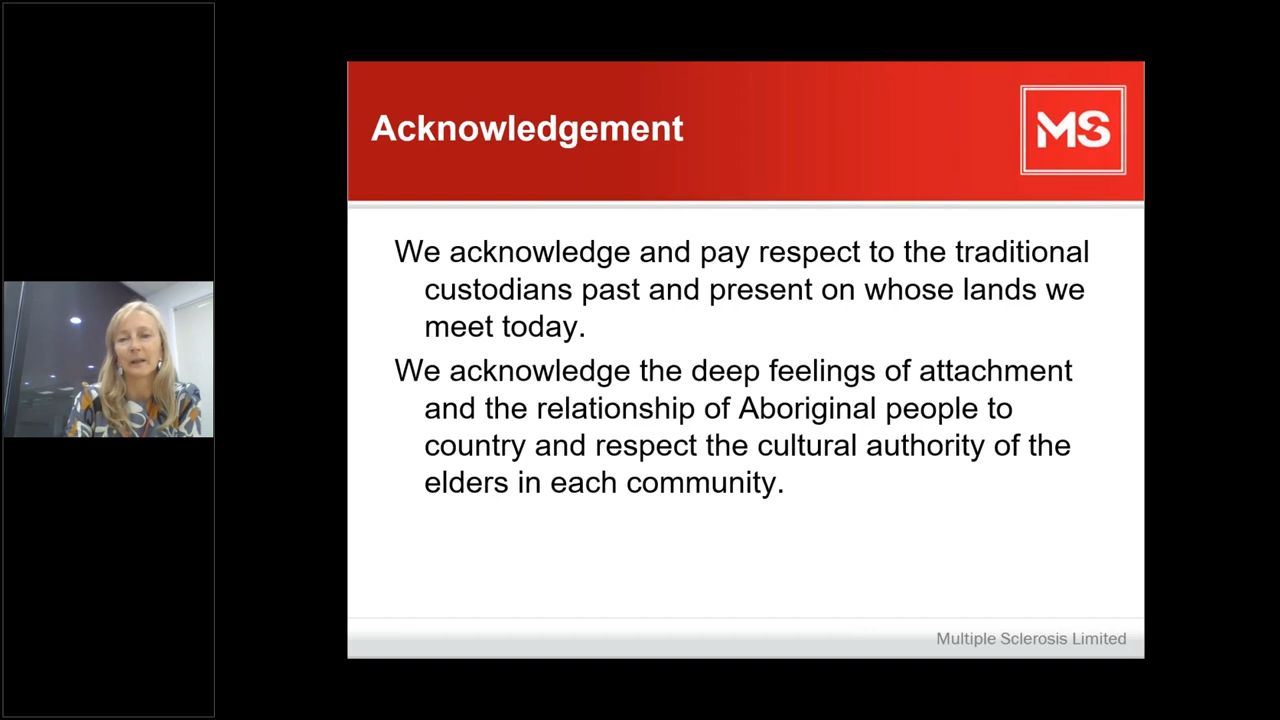 Acknowledgement
MS
We acknowledge and pay respect to the traditional
custodians past and present on whose lands we
meet today.
We acknowledge the deep feelings of attachment
and the relationship of Aboriginal people to
country and respect the cultural authority of the
elders in each community.
Multiple Sclerosis Limited